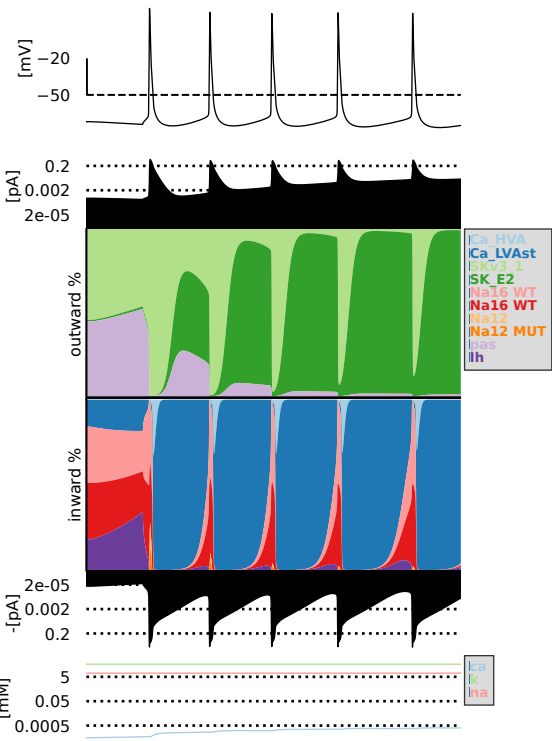 [mV]
−20
−50
[pA]
0.2
0.002
2e-05
outward %
Ca_HVA
Ca_LVAst
SKv3_1
SK_E2
Na16 WT
Na16 WT
Na12
Na12 MUT
pas
Ih
inward %
-[pA]
2e-05
0.002
0.2
[mM]
5
0.05
0.0005
ca
k
na